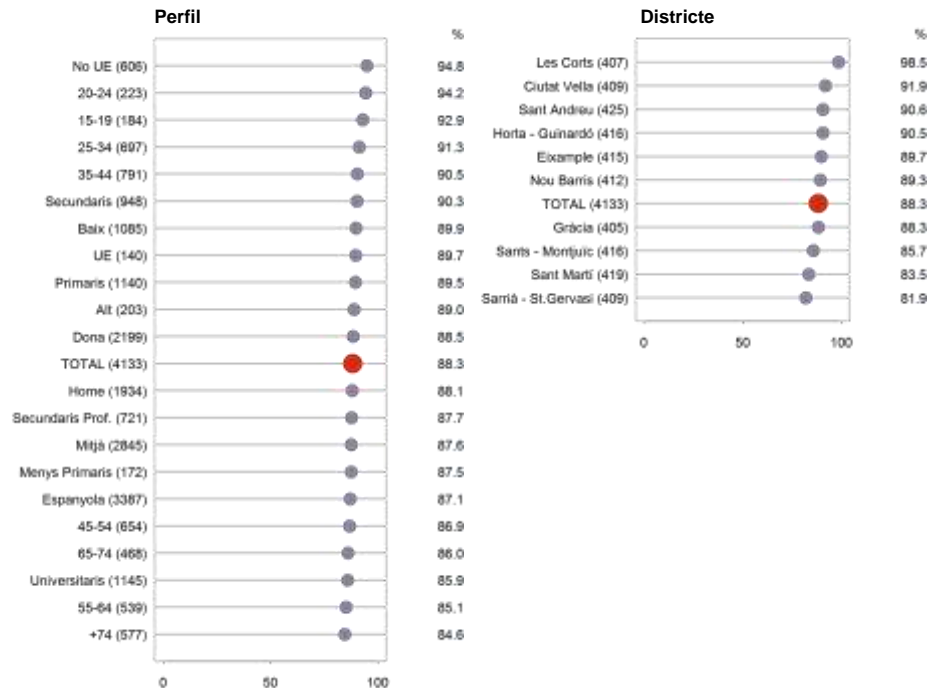 Perfil
%
No UE (606) 94.8
20-24 (223) 94.2
15-19 (184) 92.9
25-34 (697) 91.3
35-44 (791) 90.5
Secundaris (948) 90.3
Baix (1085) 89.9
UE (140) 89.7
Primaris (1140) 89.5
Alt (203) 89.0
Dona (2199) 88.5
TOTAL (4133) 88.3
Home (1934) 88.1
Secundaris Prof. (721) 87.7
Mitjà (2845) 87.6
Menys Primaris (172) 87.5
Espanyola (3387) 87.1
45-54 (654) 86.9
65-74 (468) 86.0
Universitaris (1145) 85.9
55-64 (539) 85.1
+74 (577) 84.6
0 50 100
Districte
%
Les Corts (407) 98.5
Ciutat Vella (409) 91.9
Sant Andreu (425) 90.6
Horta - Guinardó (416) 90.5
Eixample (415) 89.7
Nou Barris (412) 89.3
TOTAL (4133) 88.3
Gràcia (405) 88.3
Sants - Montjuïc (416) 85.7
Sant Martí (419) 83.5
Sarrià - St.Gervasi (409) 81.9
0 50 100